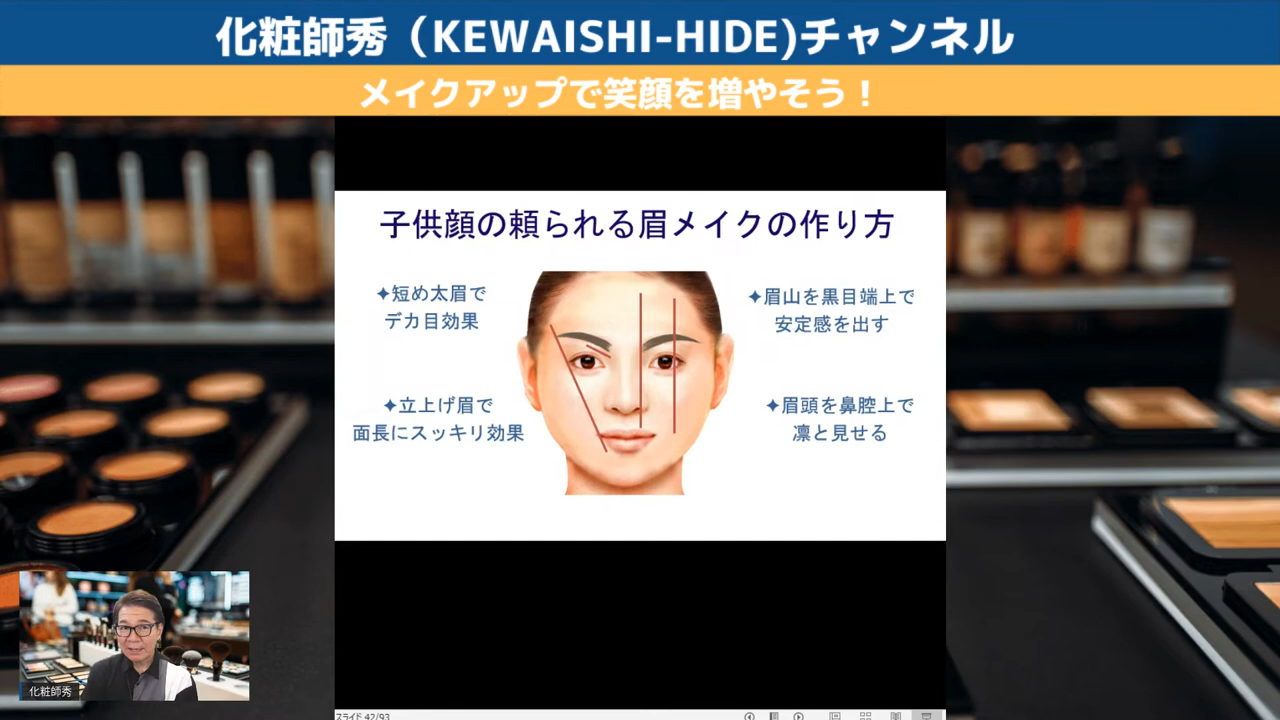 化粧師秀（KEWAISHI-HIDE)チャンネル
メイクアップで笑顔を増やそう！
子供顔の頼られる眉メイクの作り方
✦短め太眉で
デカ目効果
✦眉山を黒目端上で
安定感を出す
✦立上げ眉で
面長にスッキリ効果
✦眉頭を鼻腔上で
凛と見せる
化粧師秀
スライド 42/93